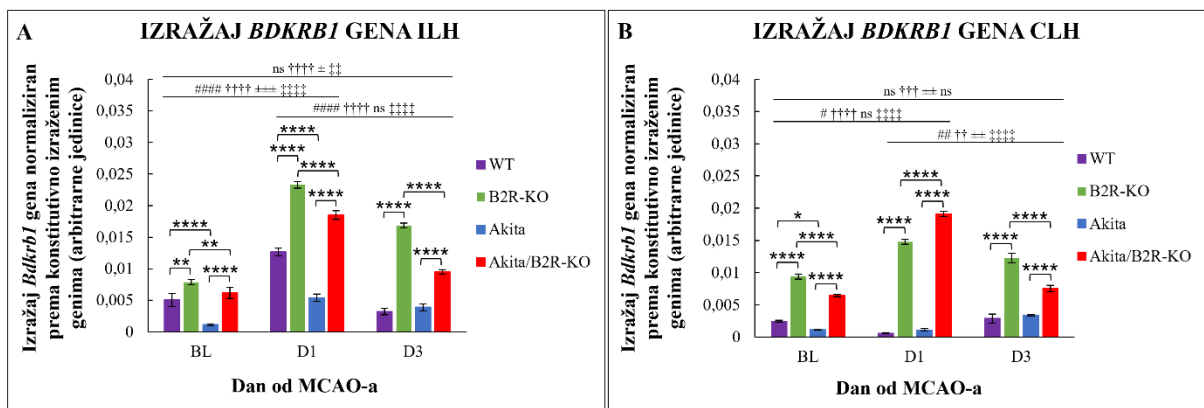 A
IZRAŽAJ BDKRB1 GENA ILH
Izražaj Bdkrb1 gena normaliziran
prema konstitutivno izraženim
genima (arbitrarne jedinice)
0,04
0,035
0,03
0,025
0,02
0,015
0,01
0,005
0
ns †††† ± ‡‡
#### †††† ±±± ‡‡‡‡
#### †††† ns ‡‡‡‡
****
**
**
****
****
****
****
****
****
****
****
BL
D1
D3
Dan od MCAO-a
WT
B2R-KO
Akita
Akita/B2R-KO
B
IZRAŽAJ BDKRB1 GENA CLH
Izražaj Bdkrb1 gena normaliziran
prema konstitutivno izraženim
genima (arbitrarne jedinice)
0,04
0,035
0,03
0,025
0,02
0,015
0,01
0,005
0
ns ††† ±± ns
# †††† ns ‡‡‡‡
## †† ±± ‡‡‡‡
*
****
****
****
****
****
****
****
****
****
BL
D1
D3
Dan od MCAO-a
WT
B2R-KO
Akita
Akita/B2R-KO